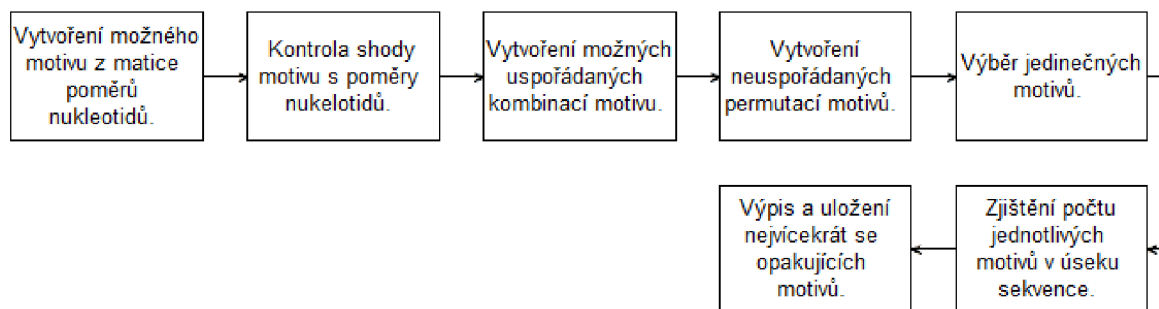 Vytvoření možného
motivu z matice
poměrů
nukleotidů.
Kontrola shody
motivu s poměry
nukelotidů.
Vytvoření možných
uspořádaných
kombinací motivu.
Vytvoření
neuspořádaných
permutací motivů.
Výběr jedinečných
motivů.
Zjištění počtu
jednotlivých
motivů v úseku
sekvence.
Výpis a uložení
nejvícekrát se
opakujících
motivů.